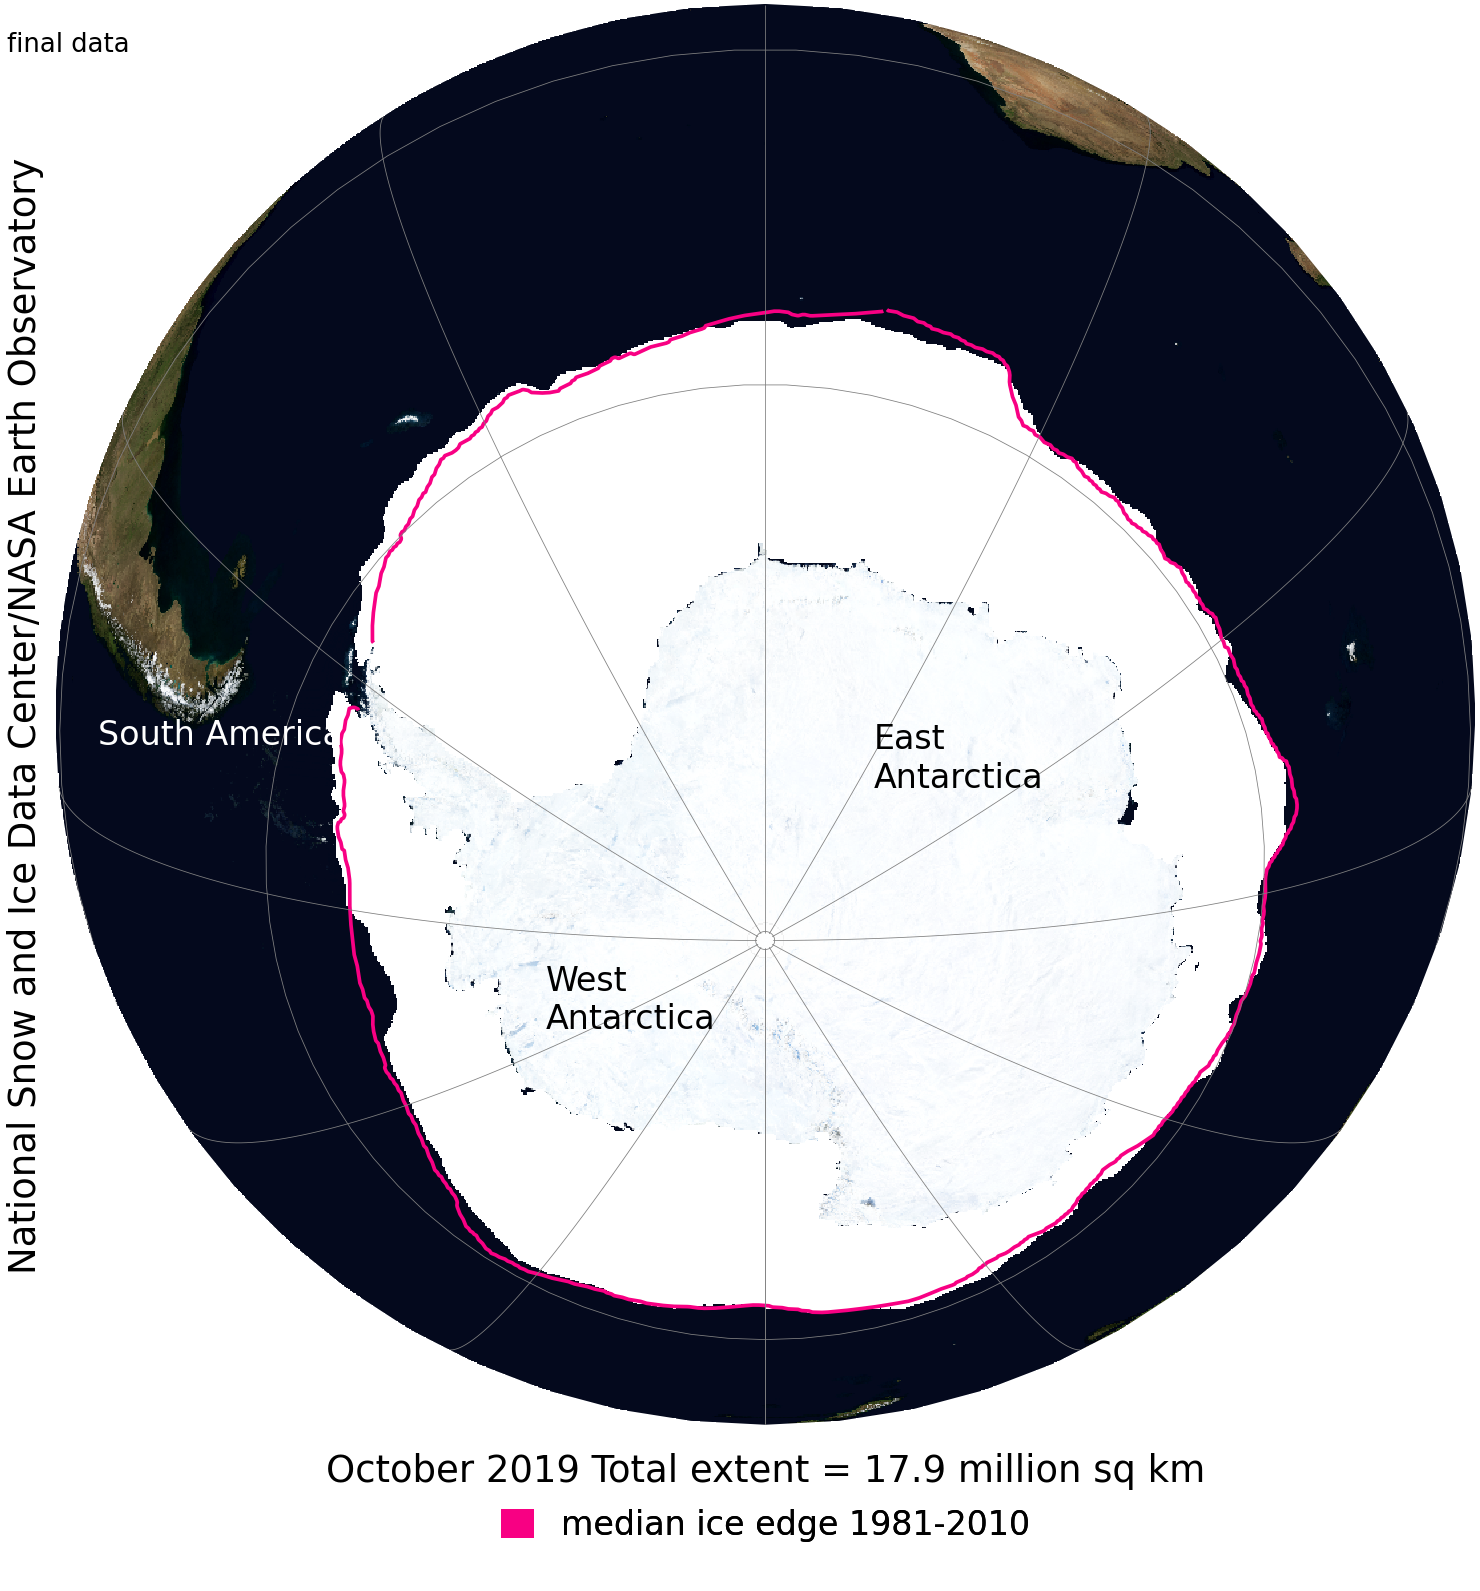 final data
National Snow and Ice Data Center/NASA Earth Observatory
South America
East
Antarctica
West
Antarctica
October 2019 Total extent = 17.9 million sq km
median ice edge 1981-2010